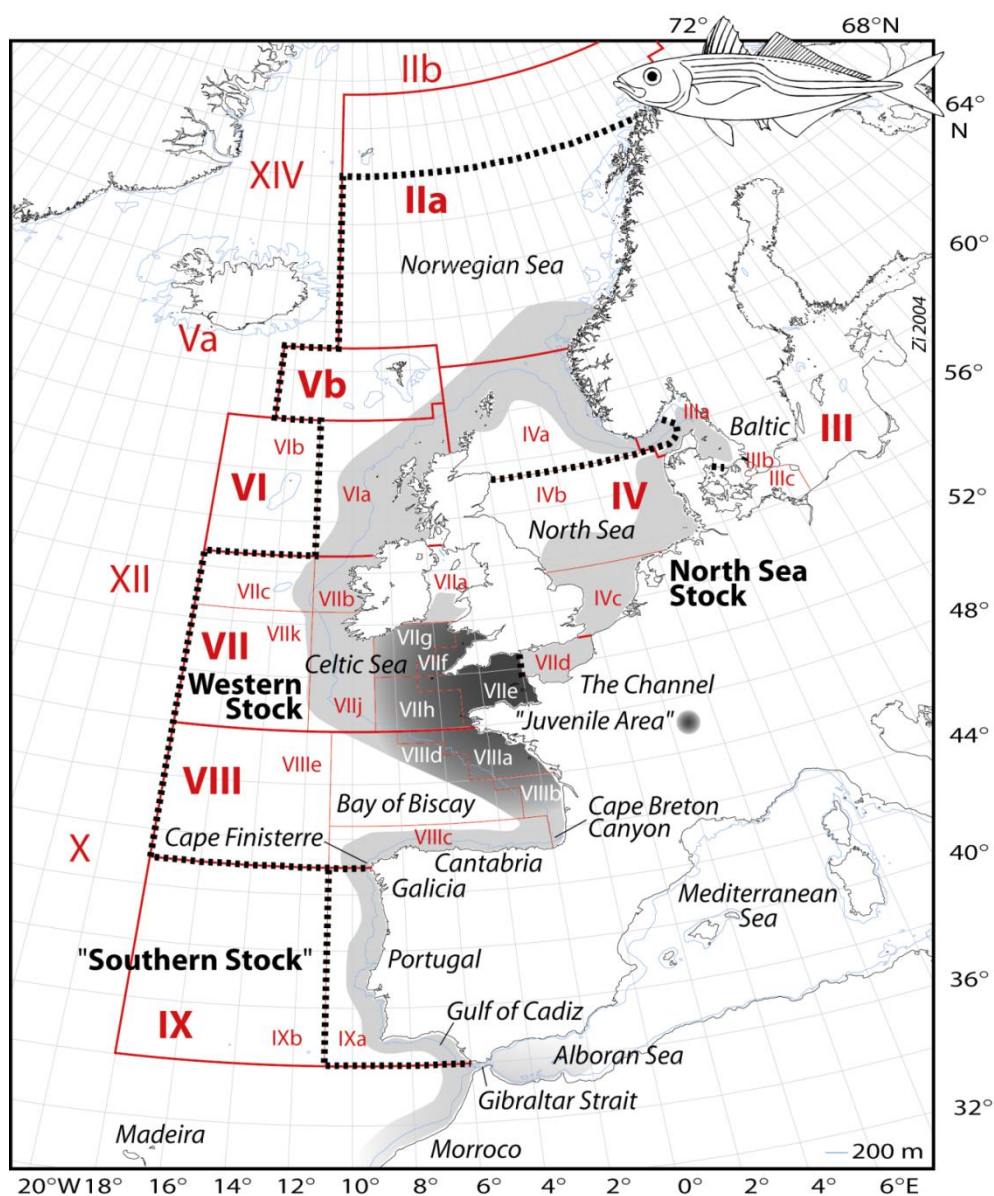 72° 68°N
IIb
64°
N
XIV
IIa
60°
Norwegian Sea
Zi 2004
Va
56°
Vb
IIIa
Baltic
III
IVa
VIb
IIIb
IIIc
VI
VIa
IVb
IV
52°
North Sea
XII
North Sea
Stock
VIIc
VIIb
VIIa
IVc
48°
VII
VIIk
VIIg
Celtic Sea
VIIf
VIId
Western
Stock
VIIj
VIIh
VIIe
The Channel
"Juvenile Area"
44°
VIIIe
VIIId
VIIIa
VIII
VIIIb
Bay of Biscay
Cape Breton
Canyon
X
Cape Finisterre
VIIIc
Cantabria
40°
Galicia
Mediterranean
Sea
"Southern Stock"
Portugal
36°
Gulf of Cadiz
IX
IXb
IXa
Alboran Sea
Gibraltar Strait
32°
Madeira
Morroco
200 m
20°W 18° 16° 14° 12° 10° 8° 6° 4° 2° 0° 2° 4° 6°E